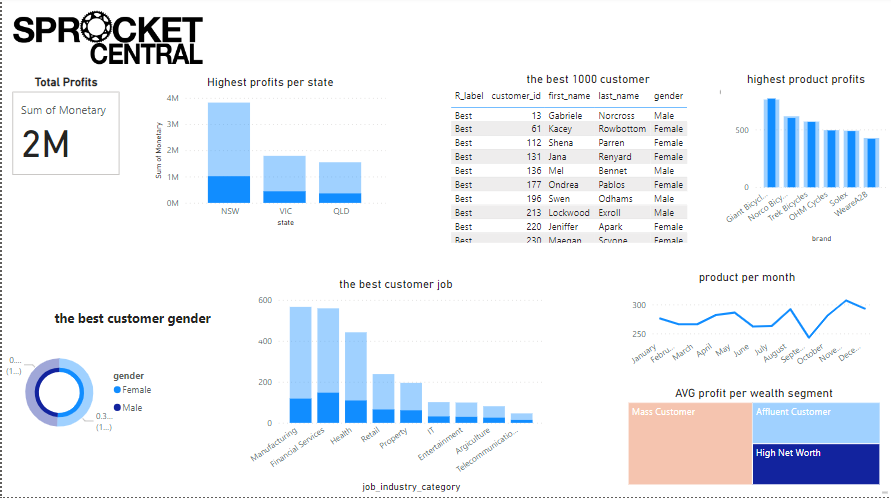 SPROCKET
CENTRAL
Total Profits
Sum of Monetary
2M
Highest profits per state
Sum of Monetary
4M
3M
2M
1M
0M
NSW VIC QLD
state
the best 1000 customer
R_label customer_id first_name last_name gender
Best 13 Gabriele Norcross Male
Best 61 Kacey Rowbottom Female
Best 112 Shena Parren Female
Best 131 Jana Renyard Female
Best 136 Mel Bennet Male
Best 177 Ondrea Pablos Female
Best 196 Swen Odhams Male
Best 213 Lockwood Exroll Male
Best 220 Jeniffer Apark Female
Best 230 Maegan Scyone Female
highest product profits
500
0
Giant Bicycl...
Norco Bicy...
Trek Bicycles
OHM Cycles
Solex
WeareA2B
brand
the best customer gender
0....
(1...)
0.3...
(1...)
gender
Female
Male
the best customer job
600
400
200
0
Manufacturing
Financial Services
Health
Retail
Property
IT
Entertainment
Argiculture
Telecommunicatio...
job_industry_category
product per month
300
250
January
Febru...
March
April
May
June
July
August
Septe...
October
Nove...
Dece...
AVG profit per wealth segment
Mass Customer
Affluent Customer
High Net Worth